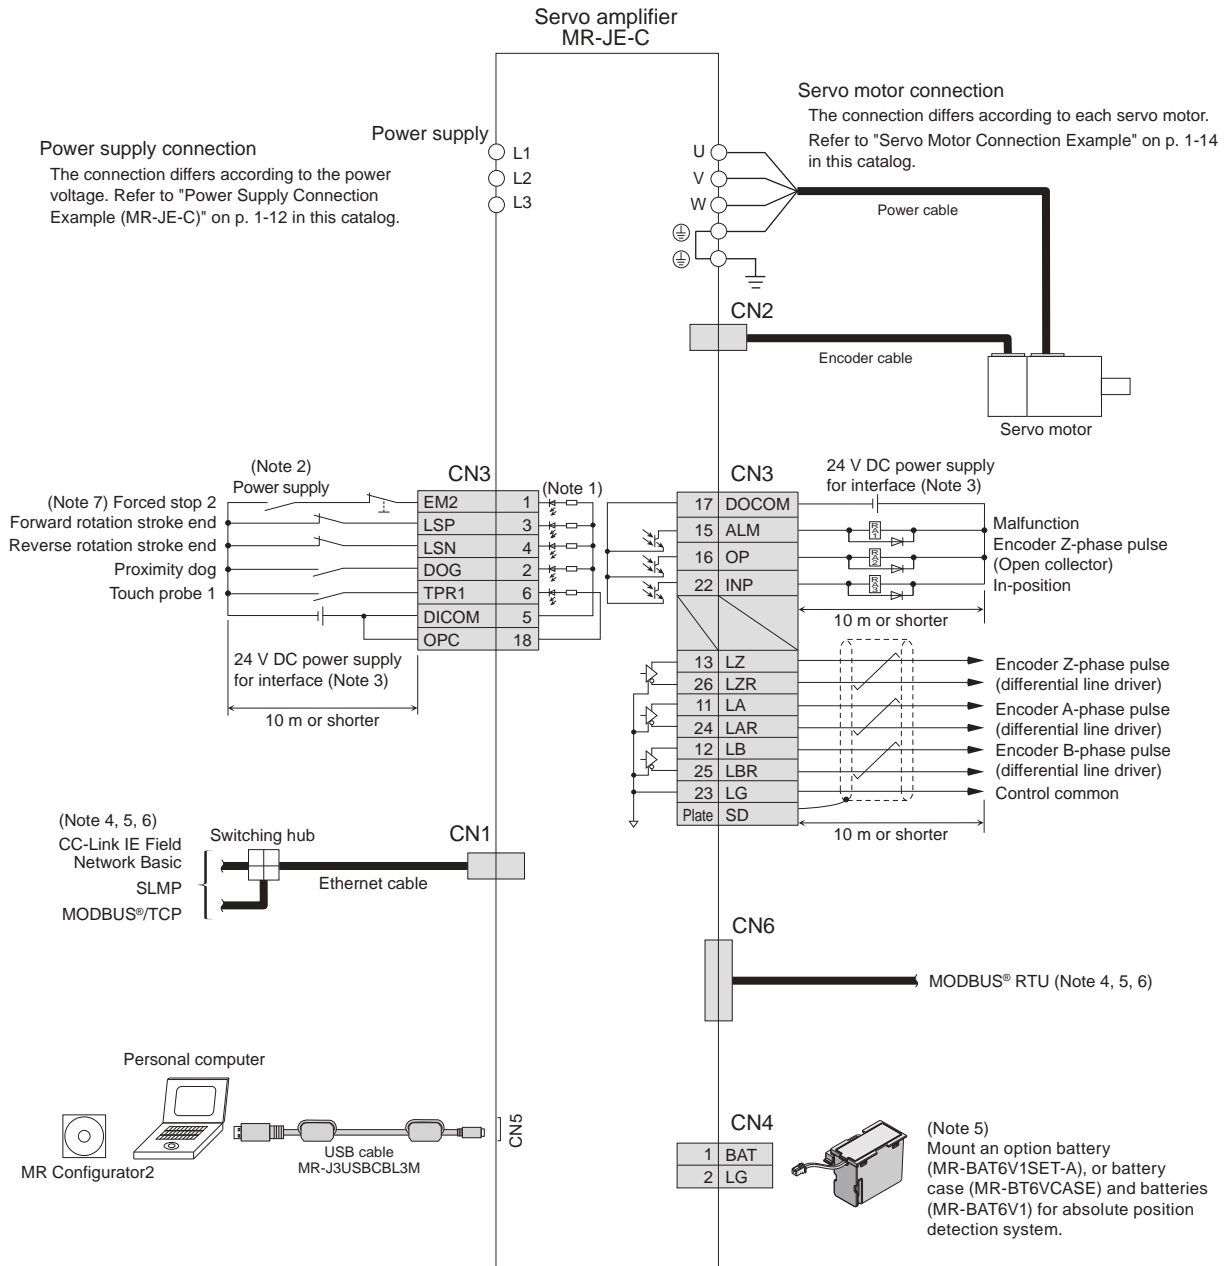 Servo amplifier
MR-JE-C
Power supply connection
The connection differs according to the power
voltage. Refer to "Power Supply Connection
Example (MR-JE-C)" on p. 1-12 in this catalog.
Power supply
L1
L2
L3
U
V
W
Servo motor connection
The connection differs according to each servo motor.
Refer to "Servo Motor Connection Example" on p. 1-14
in this catalog.
Power cable
CN2
Encoder cable
Servo motor
(Note 2)
Power supply
CN3
(Note 1)
(Note 7) Forced stop 2
EM2 1
Forward rotation stroke end
LSP 3
Reverse rotation stroke end
LSN 4
Proximity dog
DOG 2
Touch probe 1
TPR1 6
DICOM 5
OPC 18
24 V DC power supply
for interface (Note 3)
10 m or shorter
CN3
24 V DC power supply
for interface (Note 3)
17 DOCOM
15 ALM
RA1
Malfunction
16 OP
RA2
Encoder Z-phase pulse
(Open collector)
22 INP
RA3
In-position
10 m or shorter
13 LZ
Encoder Z-phase pulse
26 LZR
(differential line driver)
11 LA
Encoder A-phase pulse
24 LAR
(differential line driver)
12 LB
Encoder B-phase pulse
25 LBR
(differential line driver)
23 LG
Control common
Plate SD
10 m or shorter
(Note 4, 5, 6)
CC-Link IE Field
Network Basic
SLMP
MODBUS®/TCP
Switching hub
Ethernet cable
CN1
CN6
MODBUS® RTU (Note 4, 5, 6)
Personal computer
MR Configurator2
USB cable
MR-J3USBCBL3M
CN5
CN4
1 BAT
2 LG
(Note 5)
Mount an option battery
(MR-BAT6V1SET-A), or battery
case (MR-BT6VCASE) and batteries
(MR-BAT6V1) for absolute position
detection system.